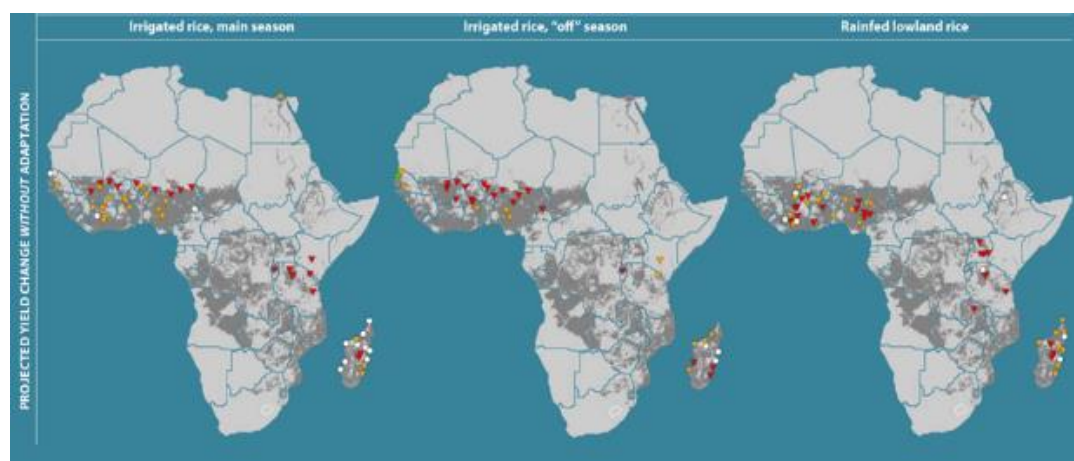 Irrigated rice, main season
Irrigated rice, "off" season
Rainfed lowland rice
PROJECTED YIELD CHANGE WITHOUT ADAPTATION